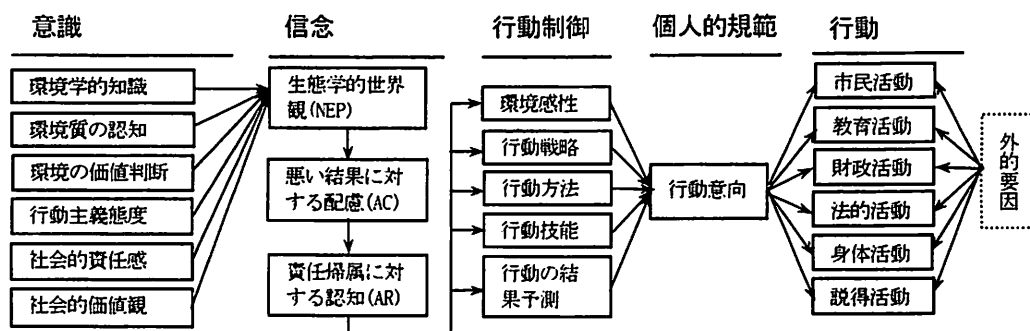 意識
信念
行動制御
個人的規範
行動
環境学的知識
環境質の認知
環境の価値判断
行動主義態度
社会的責任感
社会的価値観
生態学的世界
観(NEP)
悪い結果に対
する配慮(AC)
責任帰属に対
する認知(AR)
環境感性
行動戦略
行動方法
行動技能
行動の結
果予測
行動意向
市民活動
教育活動
財政活動
法的活動
身体活動
説得活動
外的要因